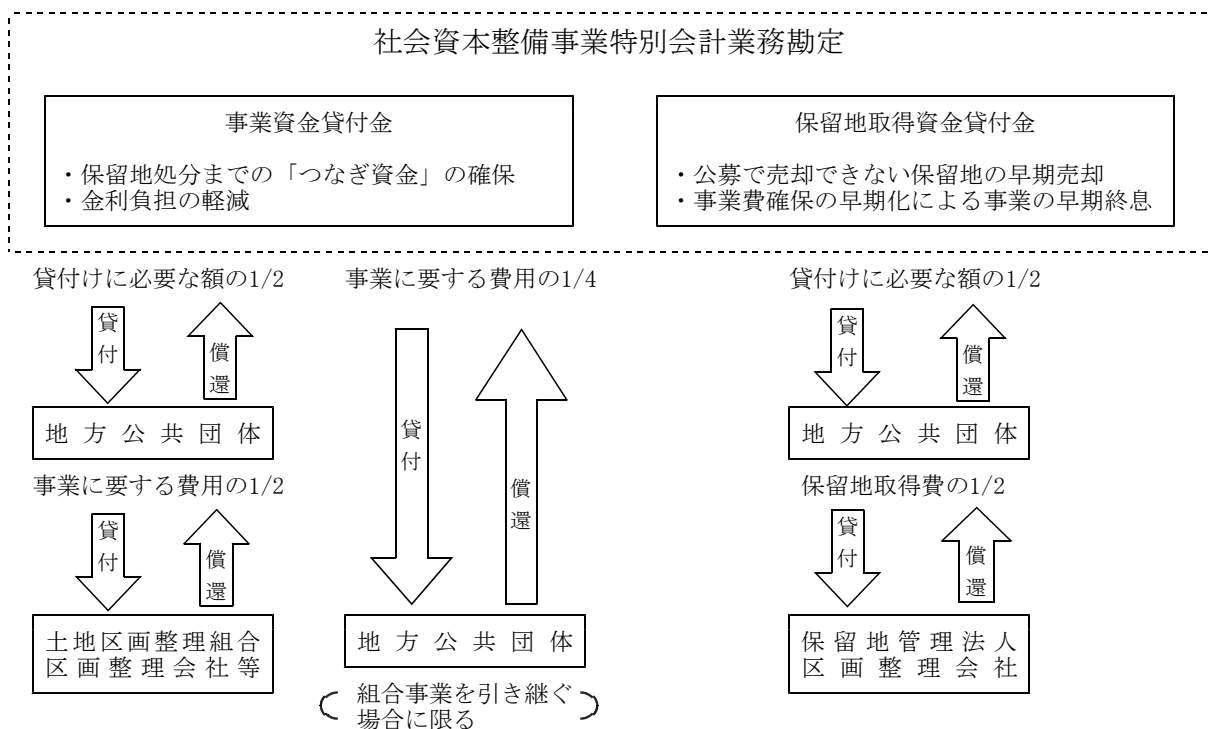 社会資本整備事業特別会計業務勘定
事業資金貸付金
・保留地処分までの「つなぎ資金」の確保
・金利負担の軽減
保留地取得資金貸付金
・公募で売却できない保留地の早期売却
・事業費確保の早期化による事業の早期終息
貸付けに必要な額の1/2
貸付
償還
地方公共団体
事業に要する費用の1/2
貸付
償還
土地区画整理組合
区画整理会社等
事業に要する費用の1/4
貸付
償還
地方公共団体
(組合事業を引き継ぐ
場合に限る)
貸付けに必要な額の1/2
貸付
償還
地方公共団体
保留地取得費の1/2
貸付
償還
保留地管理法人
区画整理会社